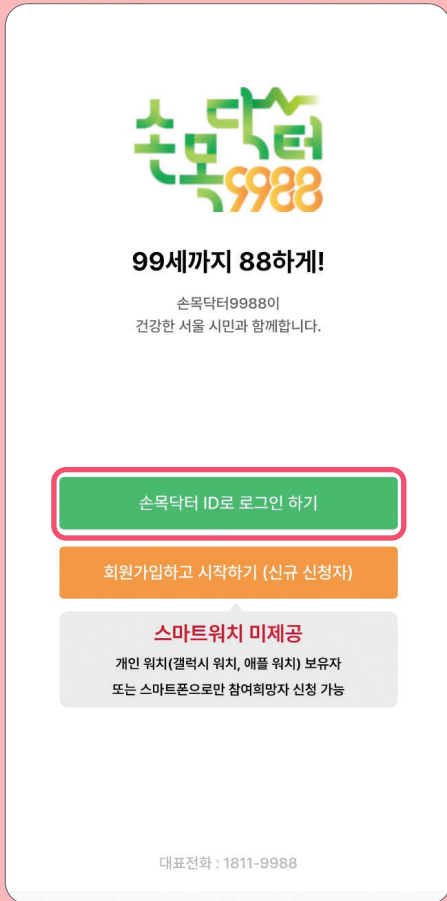 손목닥터
9988
99세까지 88하게!
손목닥터9988이
건강한 서울 시민과 함께합니다.
손목닥터 ID로 로그인 하기
회원가입하고 시작하기 (신규 신청자)
스마트워치 미제공
개인 워치(갤럭시 워치, 애플 워치) 보유자
또는 스마트폰으로만 참여희망자 신청 가능
대표전화 : 1811-9988